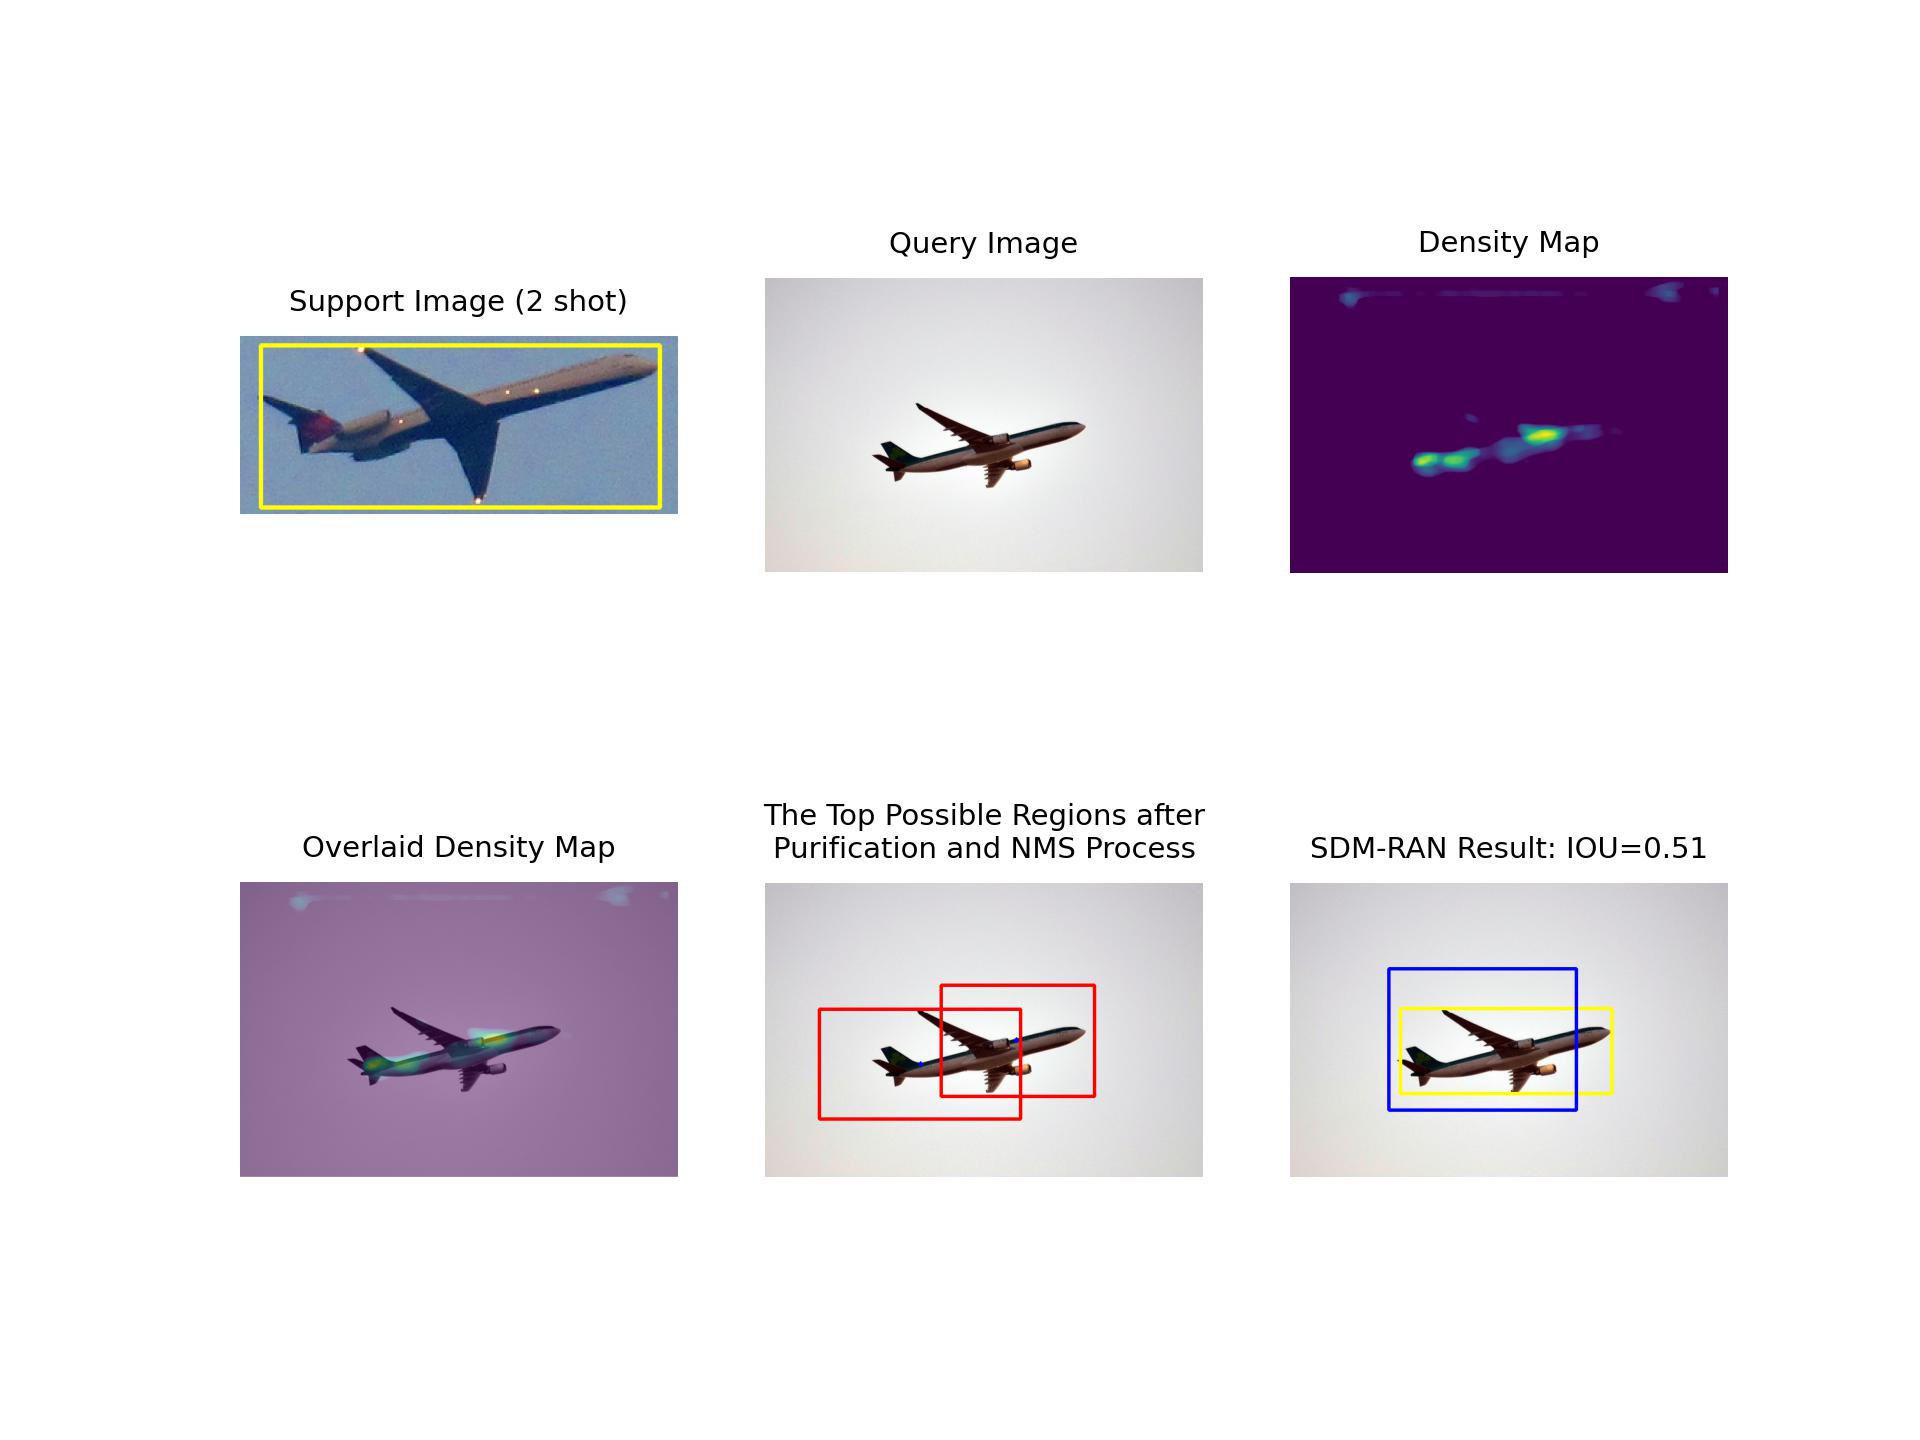 Support Image (2 shot)
Query Image
Density Map
Overlaid Density Map
The Top Possible Regions after
Purification and NMS Process
SDM-RAN Result: IOU=0.51